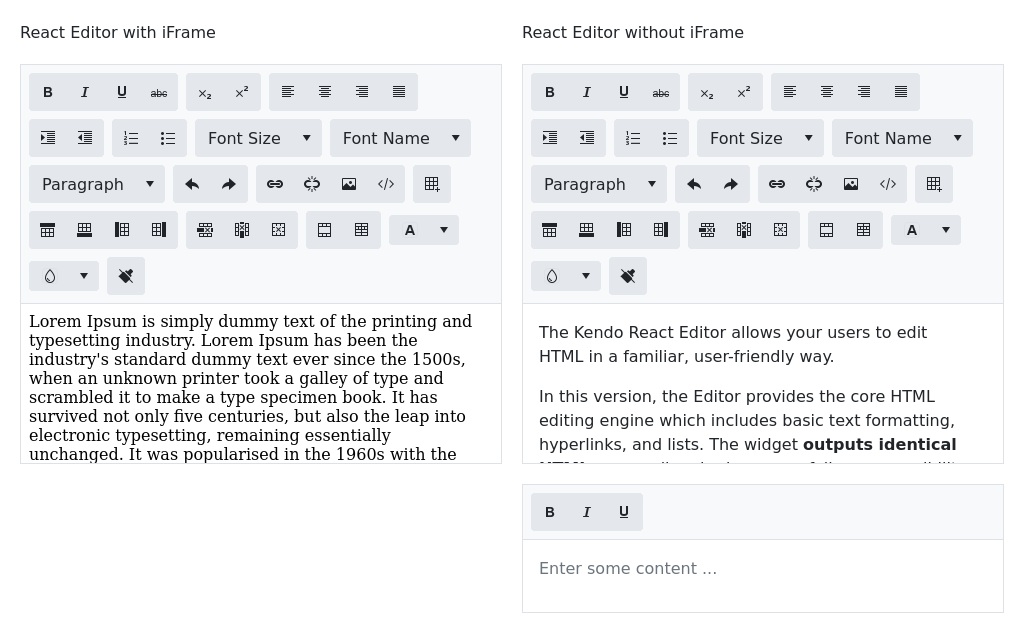 React Editor with iFrame
B I U abc x₂ x²
Font Size Font Name
Paragraph
A
Lorem Ipsum is simply dummy text of the printing and
typesetting industry. Lorem Ipsum has been the
industry's standard dummy text ever since the 1500s,
when an unknown printer took a galley of type and
scrambled it to make a type specimen book. It has
survived not only five centuries, but also the leap into
electronic typesetting, remaining essentially
unchanged. It was popularised in the 1960s with the
React Editor without iFrame
B I U abc x₂ x²
Font Size Font Name
Paragraph
A
The Kendo React Editor allows your users to edit
HTML in a familiar, user-friendly way.
In this version, the Editor provides the core HTML
editing engine which includes basic text formatting,
hyperlinks, and lists. The widget outputs identical
B I U
Enter some content ...